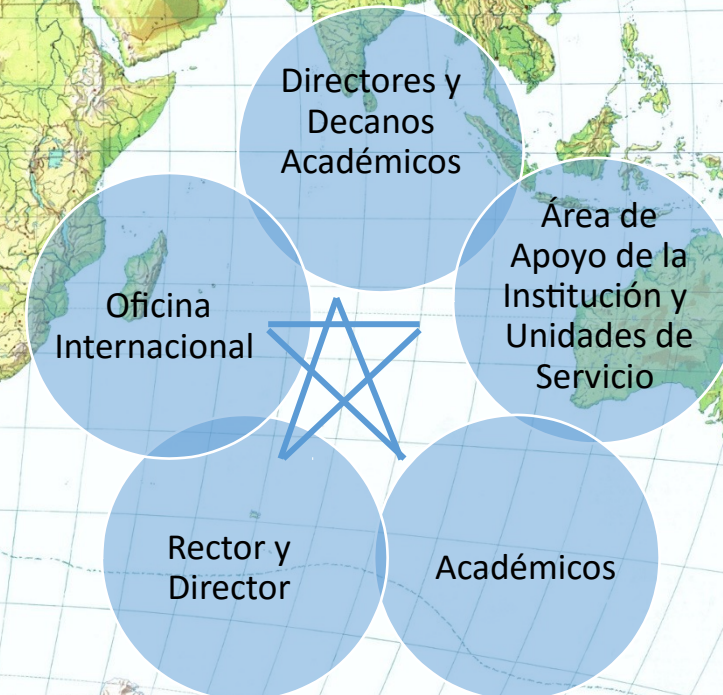 Directores y
Decanos
Académicos
Área de
Apoyo de la
Institución y
Unidades de
Servicio
Oficina
Internacional
Rector y
Director
Académicos